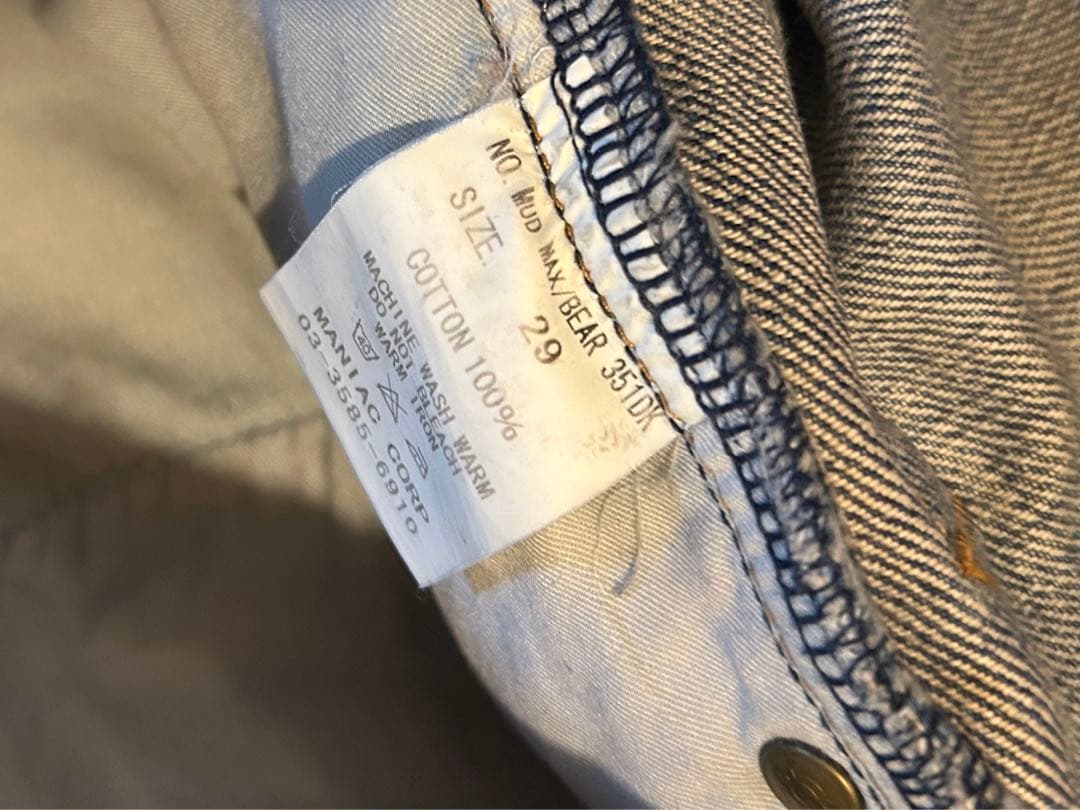 NO. MUD MAX/BEAR 351DK
SIZE. 29
COTTON 100%
MACHINE WASH WARM
DO NOT BLEACH
WARM IRON
40
MANIAC CORP
03-3585-6910